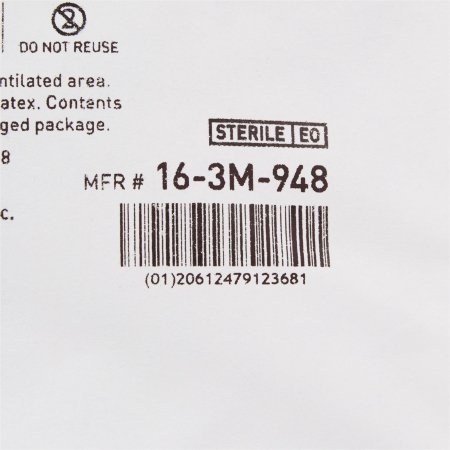 DO NOT REUSE
ntilated area.
atex. Contents
ged package.
8
c.
STERILE EO
MFR # 16-3M-948
(01)20612479123681